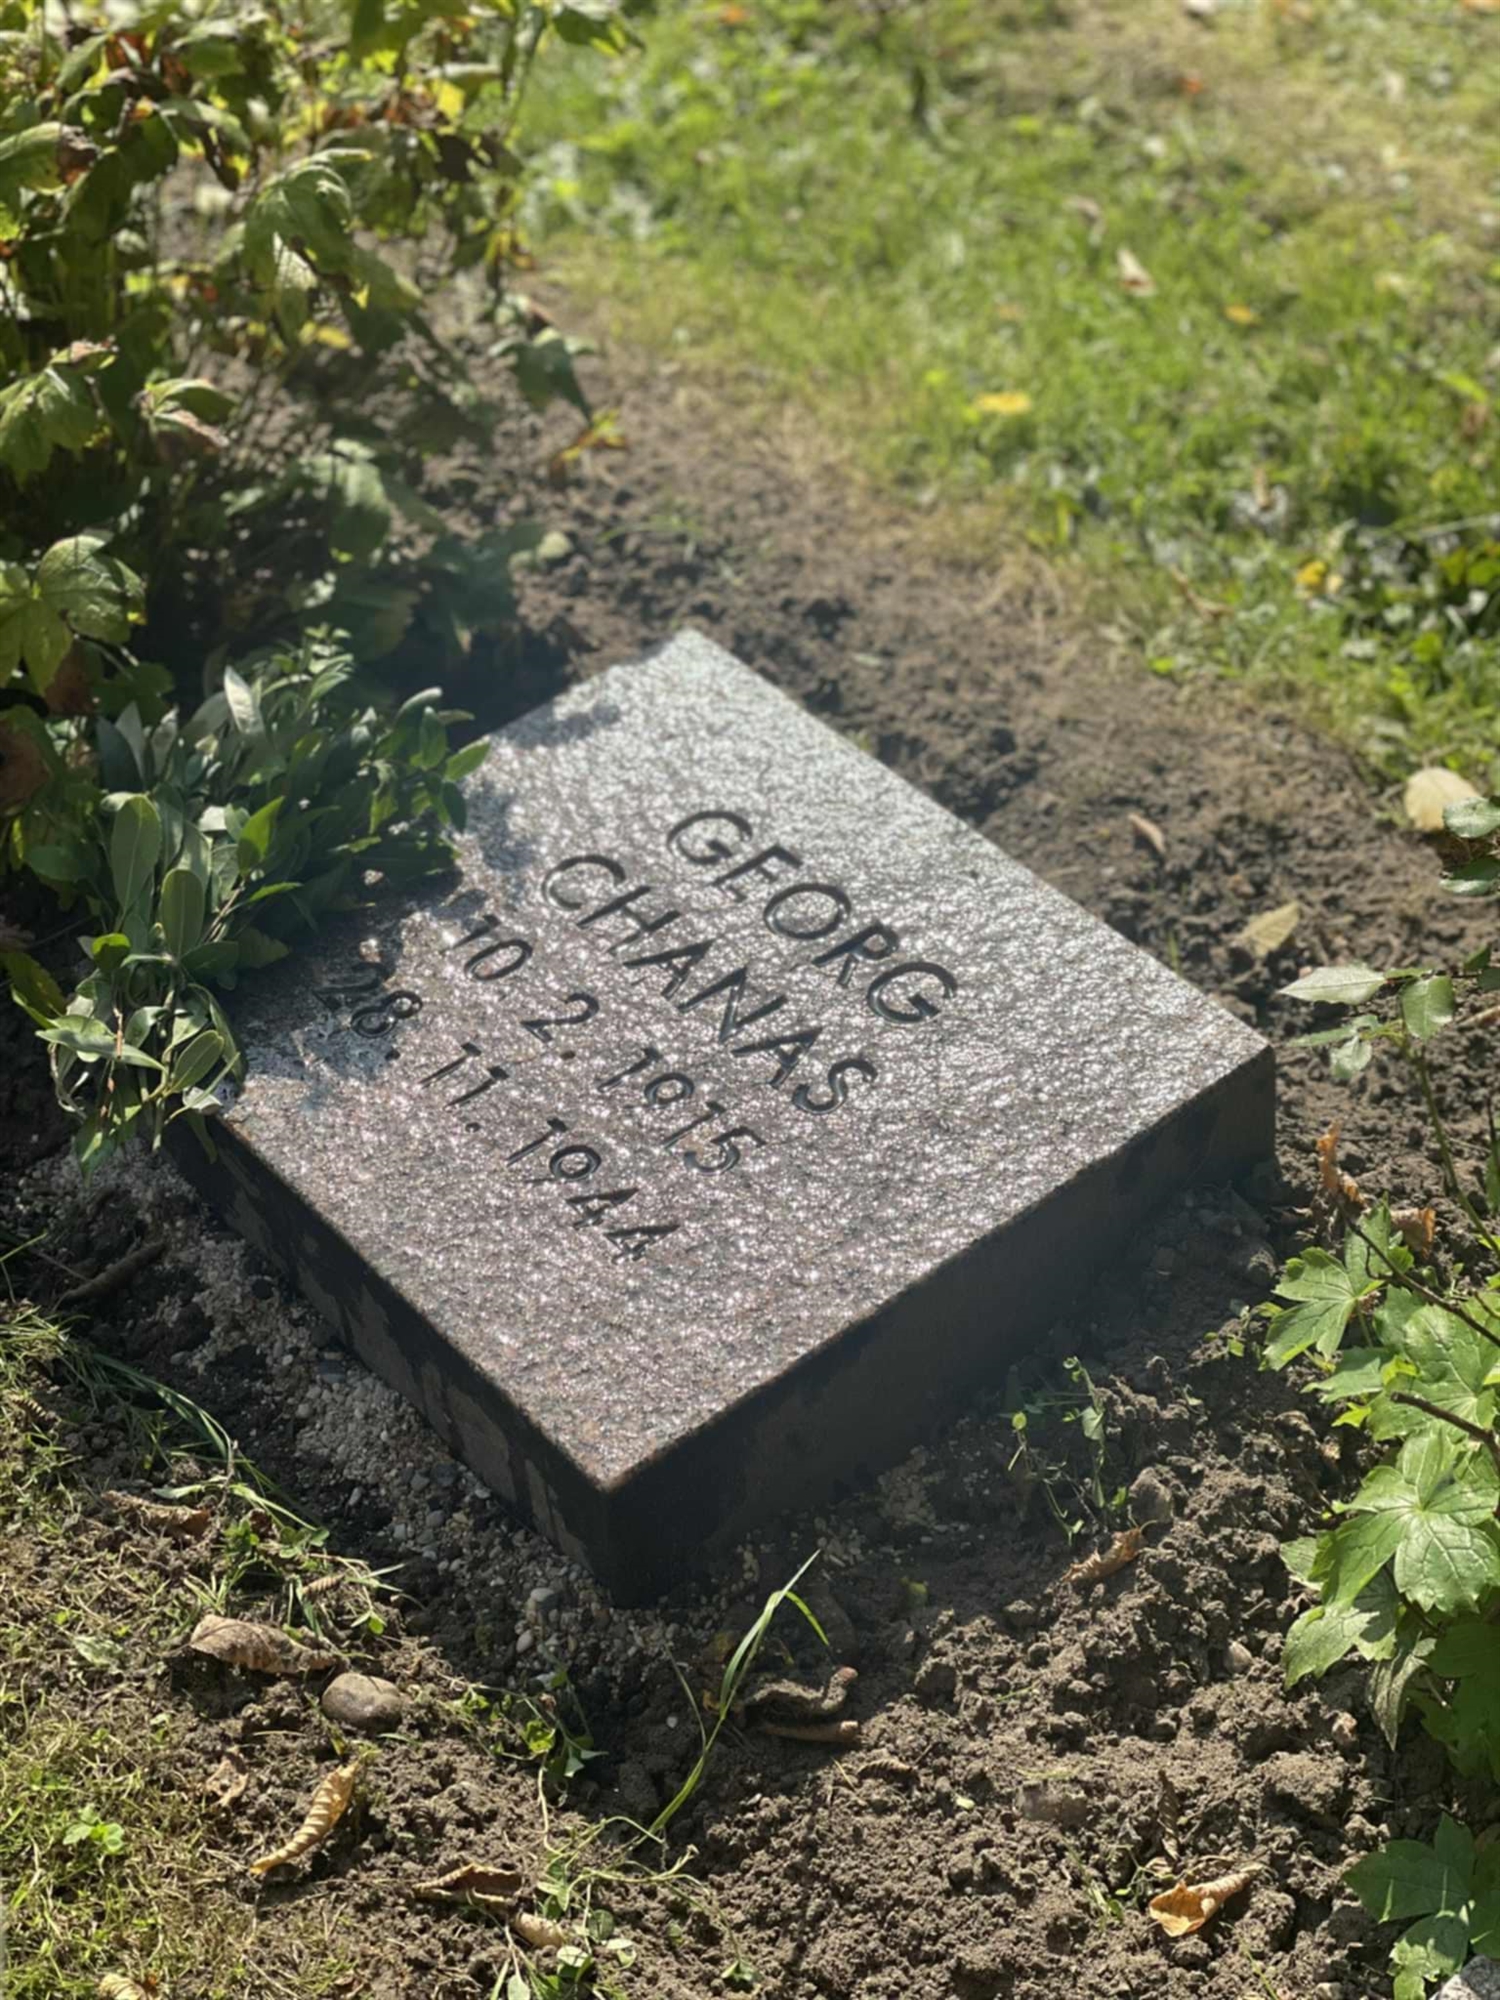 GEORG
CHANAS
10. 2. 1915
28. 11. 1944